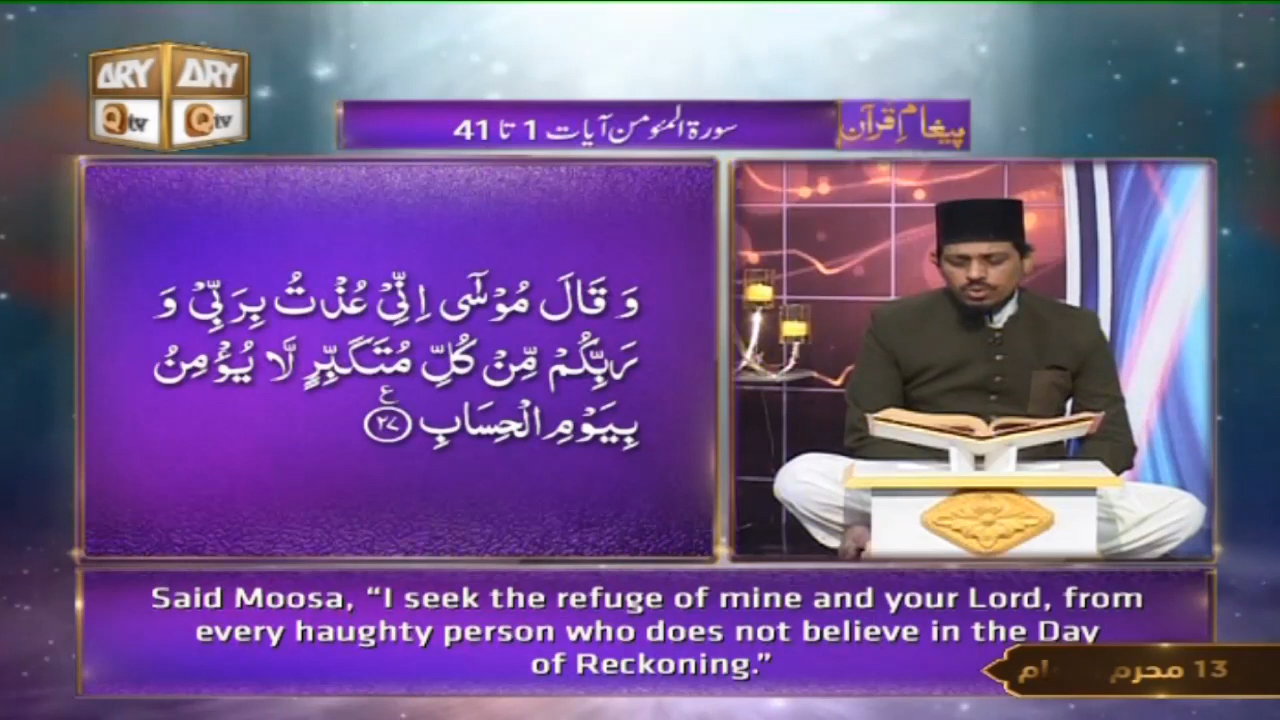 ARY ARY
Qtv Qtv
سورۃ المؤمن آیات 1 تا 41
پیغامِ قرآن
وَ قَالَ مُوْسٰۤى اِنِّیْ عُذْتُ بِرَبِّیْ وَ
رَبِّكُمْ مِّنْ كُلِّ مُتَكَبِّرٍ لَّا یُؤْمِنُ
بِیَوْمِ الْحِسَابِ ﴿۲۷﴾ ع
Said Moosa, “I seek the refuge of mine and your Lord, from
every haughty person who does not believe in the Day
of Reckoning.”
13 محرم